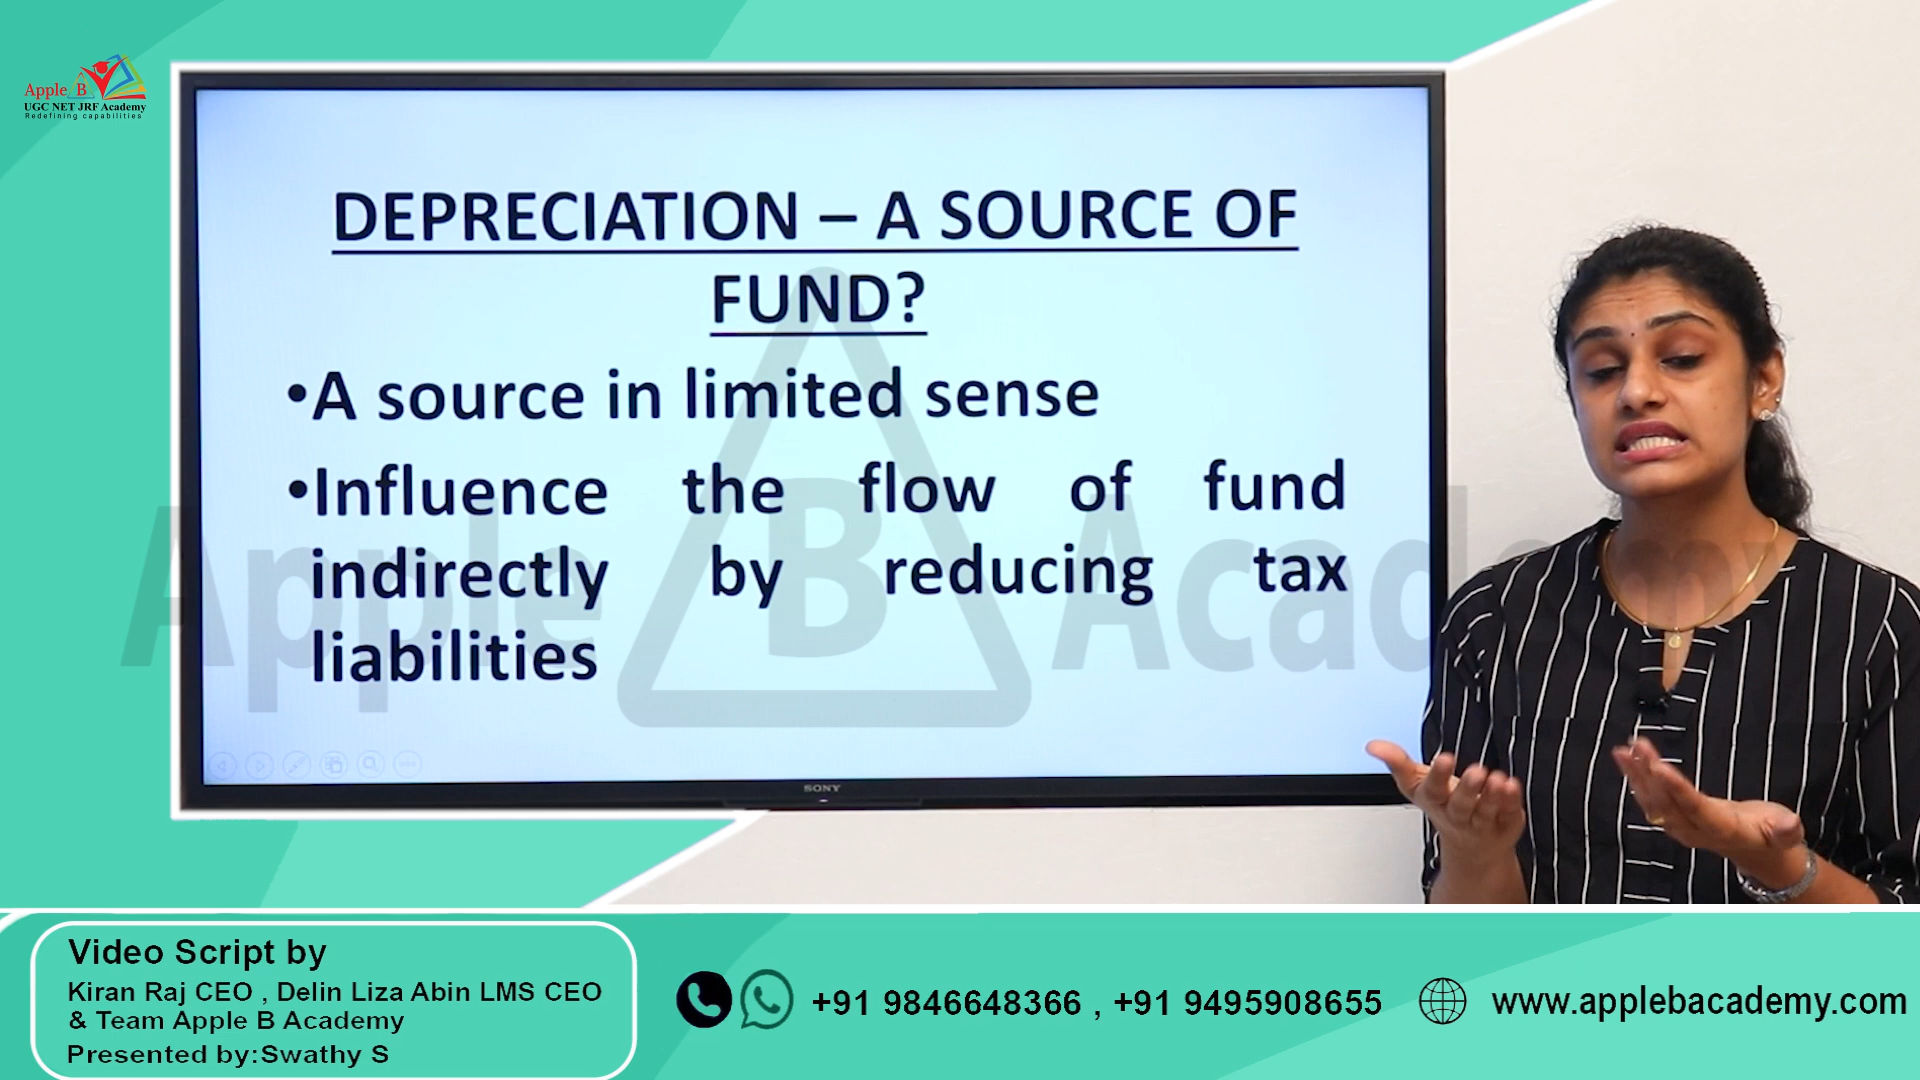 Apple B
UGC NET JRF Academy
Redefining capabilities
DEPRECIATION – A SOURCE OF
FUND?
•A source in limited sense
•Influence the flow of fund
indirectly by reducing tax
liabilities
Apple B Academy
SONY
Video Script by
Kiran Raj CEO , Delin Liza Abin LMS CEO
& Team Apple B Academy
Presented by:Swathy S
+91 9846648366 , +91 9495908655
www.applebacademy.com